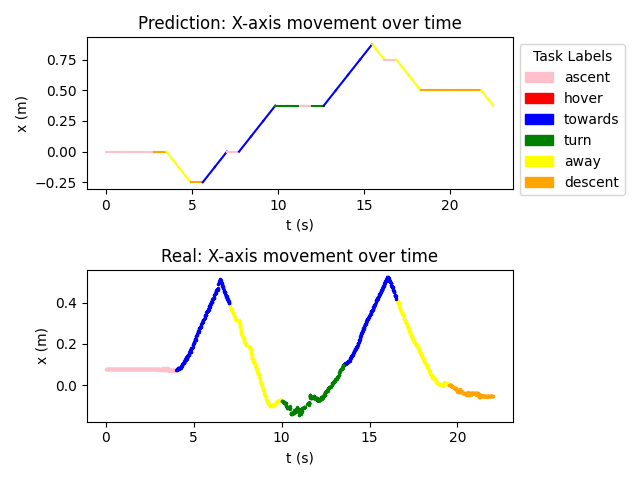 Prediction: X-axis movement over time
x (m)
0.75
0.50
0.25
0.00
−0.25
0
5
10
15
20
t (s)
Task Labels
ascent
hover
towards
turn
away
descent
Real: X-axis movement over time
x (m)
0.4
0.2
0.0
0
5
10
15
20
t (s)